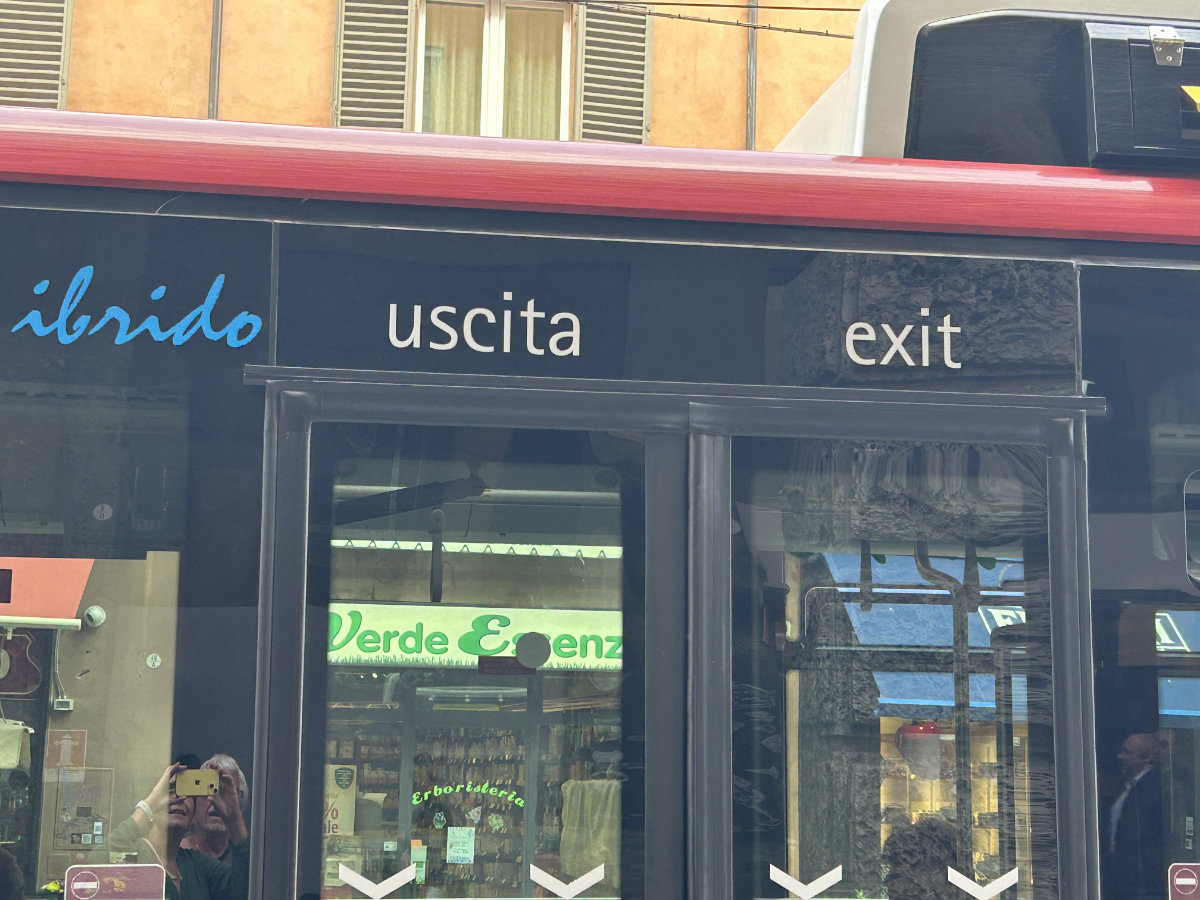 ibrido
uscita
exit
Verde Essenz
Erboristeria